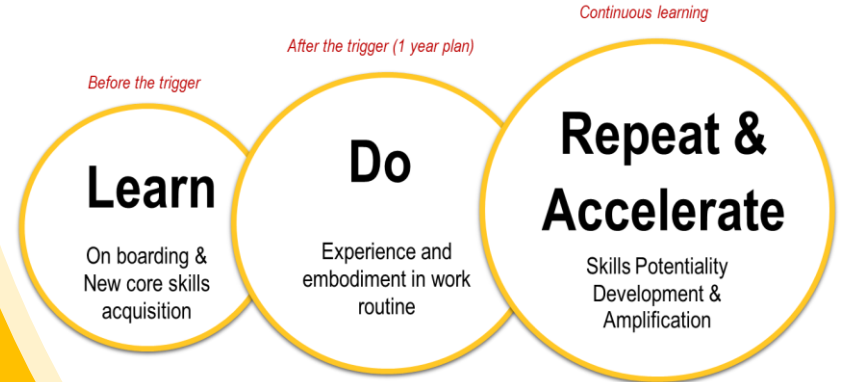 Before the trigger
Learn
On boarding &
New core skills
acquisition
After the trigger (1 year plan)
Do
Experience and
embodiment in work
routine
Continuous learning
Repeat &
Accelerate
Skills Potentiality
Development &
Amplification